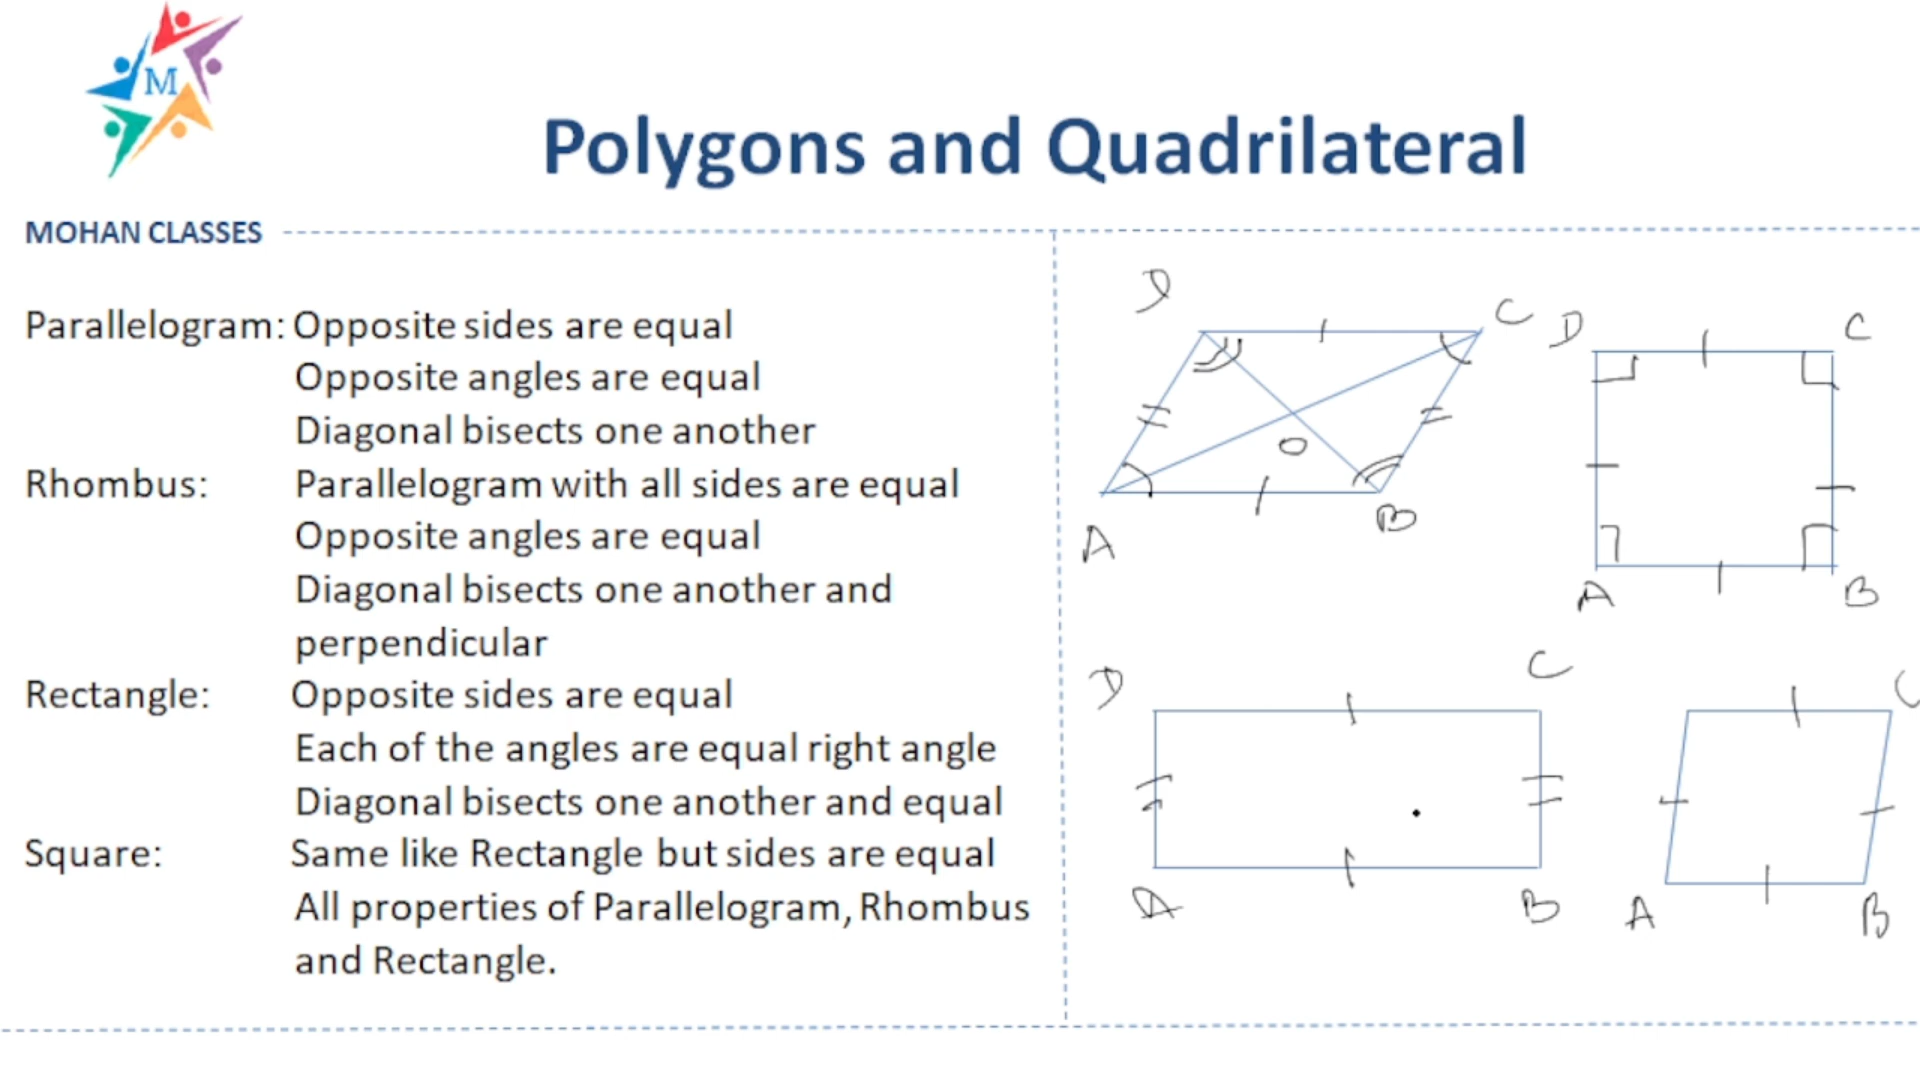 M
Polygons and Quadrilateral
MOHAN CLASSES
Parallelogram: Opposite sides are equal
Opposite angles are equal
Diagonal bisects one another
Rhombus: Parallelogram with all sides are equal
Opposite angles are equal
Diagonal bisects one another and
perpendicular
Rectangle: Opposite sides are equal
Each of the angles are equal right angle
Diagonal bisects one another and equal
Square: Same like Rectangle but sides are equal
All properties of Parallelogram, Rhombus
and Rectangle.
D C
O
A B
D C
A B
D C
A B
C
A B